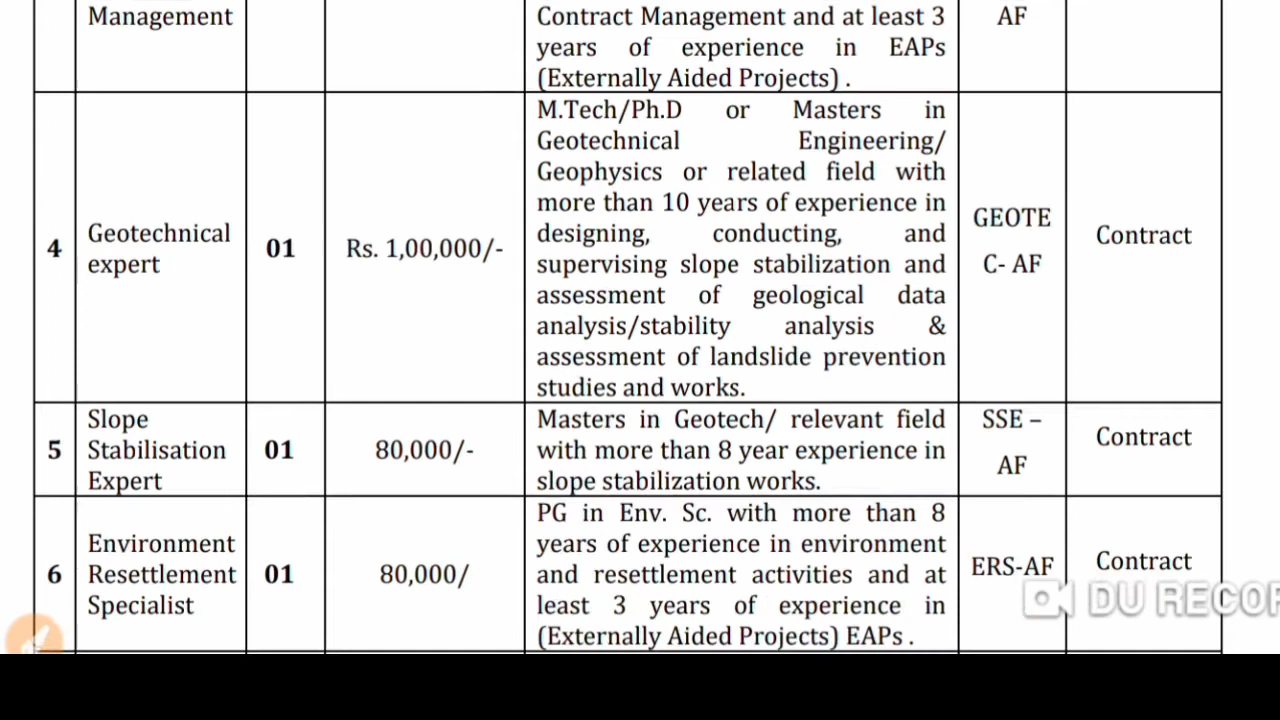 Management
Contract Management and at least 3
years of experience in EAPs
(Externally Aided Projects) .
AF
4
Geotechnical
expert
01
Rs. 1,00,000/-
M.Tech/Ph.D or Masters in
Geotechnical Engineering/
Geophysics or related field with
more than 10 years of experience in
designing, conducting, and
supervising slope stabilization and
assessment of geological data
analysis/stability analysis &
assessment of landslide prevention
studies and works.
GEOTE
C- AF
Contract
5
Slope
Stabilisation
Expert
01
80,000/-
Masters in Geotech/ relevant field
with more than 8 year experience in
slope stabilization works.
SSE –
AF
Contract
6
Environment
Resettlement
Specialist
01
80,000/
PG in Env. Sc. with more than 8
years of experience in environment
and resettlement activities and at
least 3 years of experience in
(Externally Aided Projects) EAPs .
ERS-AF
Contract
DU RECOR